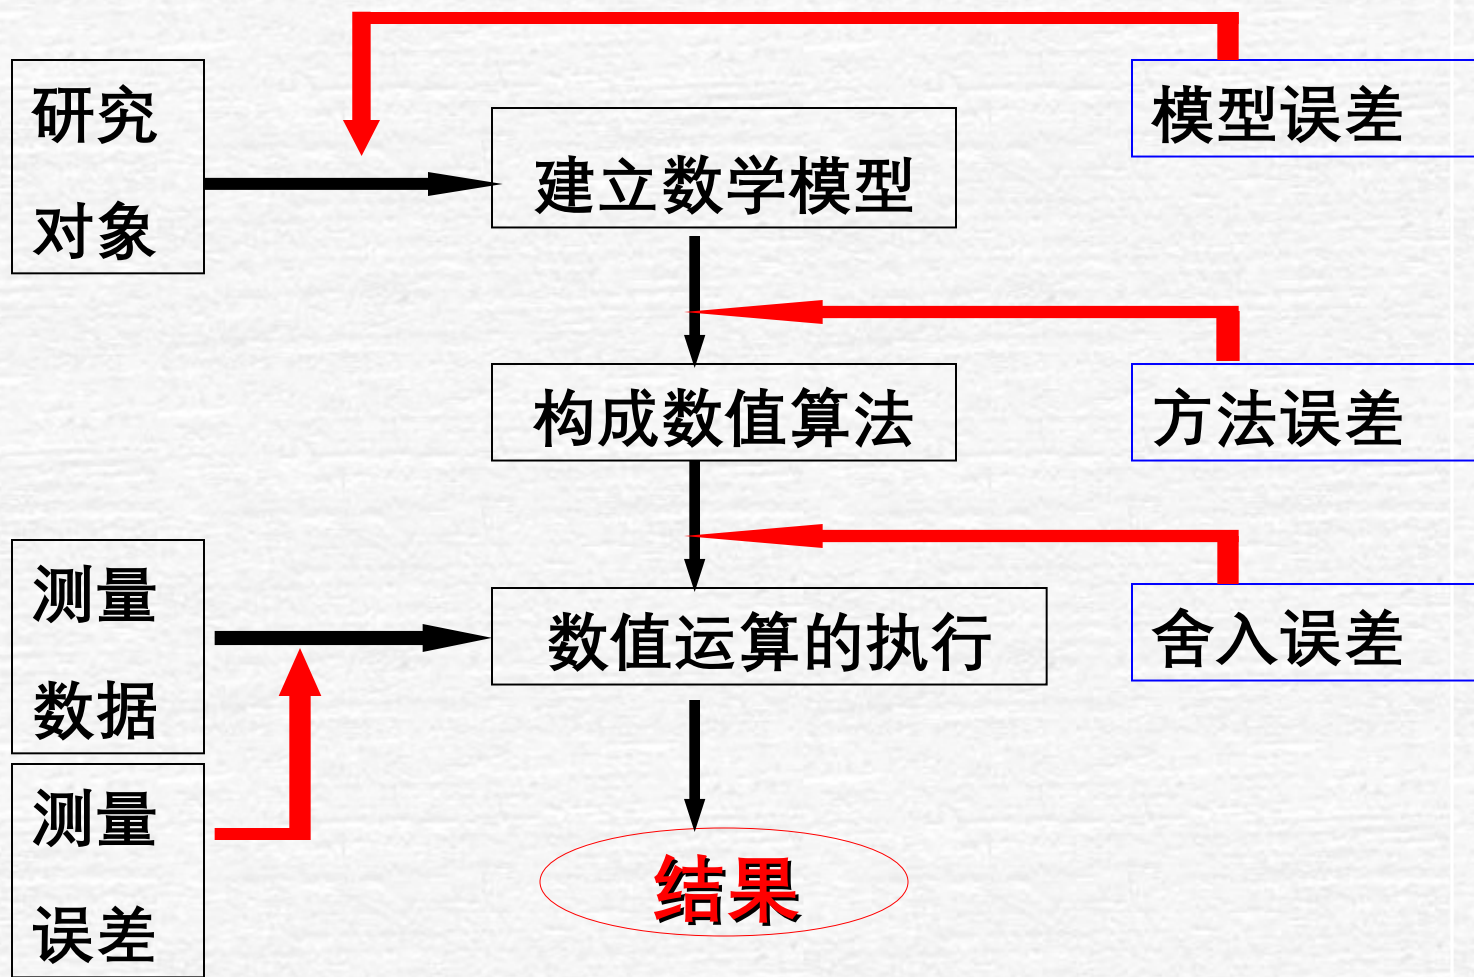 研究
对象
建立数学模型
模型误差
构成数值算法
方法误差
测量
数据
数值运算的执行
舍入误差
测量
误差
结果